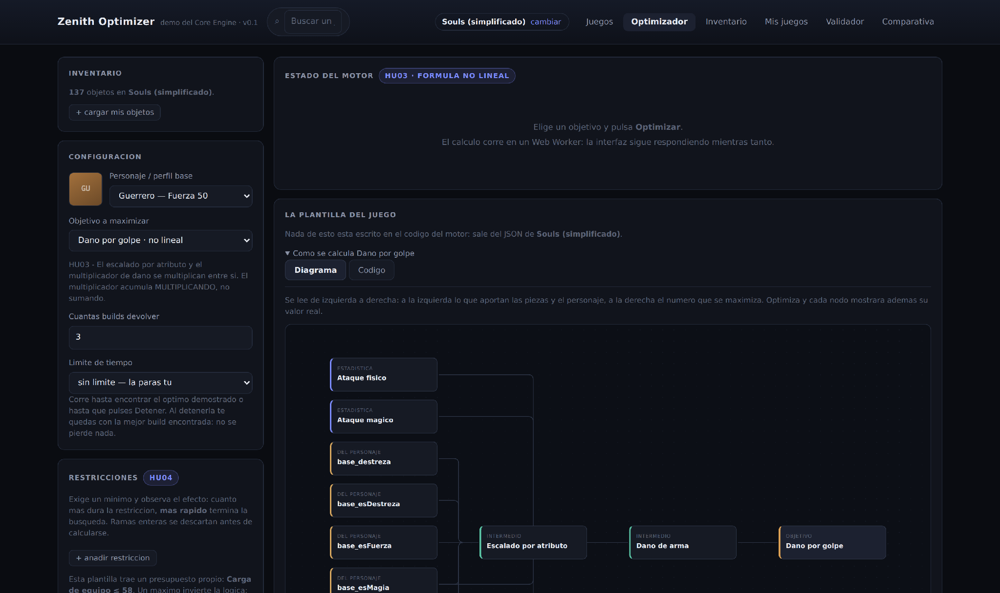 Zenith Optimizer demo del Core Engine · v0.1
Buscar un
Souls (simplificado) cambiar
Juegos
Optimizador
Inventario
Mis juegos
Validador
Comparativa
INVENTARIO
137 objetos en Souls (simplificado).
+ cargar mis objetos
CONFIGURACION
GU
Personaje / perfil base
Guerrero — Fuerza 50
Objetivo a maximizar
Dano por golpe · no lineal
HU03 - El escalado por atributo y el
multiplicador de dano se multiplican entre si. El
multiplicador acumula MULTIPLICANDO, no
sumando.
Cuantas builds devolver
3
Limite de tiempo
sin limite — la paras tu
Corre hasta encontrar el optimo demostrado o
hasta que pulses Detener. Al detenerla te
quedas con la mejor build encontrada: no se
pierde nada.
RESTRICCIONES HU04
Exige un minimo y observa el efecto: cuanto
mas dura la restriccion, mas rapido termina la
busqueda. Ramas enteras se descartan antes de
calcularse.
+ anadir restriccion
Esta plantilla trae un presupuesto propio: Carga
de equipo ≤ 58. Un maximo invierte la logica:
ESTADO DEL MOTOR HU03 · FORMULA NO LINEAL
Elige un objetivo y pulsa Optimizar.
El calculo corre en un Web Worker: la interfaz sigue respondiendo mientras tanto.
LA PLANTILLA DEL JUEGO
Nada de esto esta escrito en el codigo del motor: sale del JSON de Souls (simplificado).
▼ Como se calcula Dano por golpe
Diagrama
Codigo
Se lee de izquierda a derecha: a la izquierda lo que aportan las piezas y el personaje, a la derecha el numero que se maximiza. Optimiza y cada nodo mostrara ademas su
valor real.
ESTADISTICA
Ataque fisico
ESTADISTICA
Ataque magico
DEL PERSONAJE
base_destreza
DEL PERSONAJE
base_esDestreza
DEL PERSONAJE
base_esFuerza
DEL PERSONAJE
base_esMagia
INTERMEDIO
Escalado por atributo
INTERMEDIO
Dano de arma
OBJETIVO
Dano por golpe